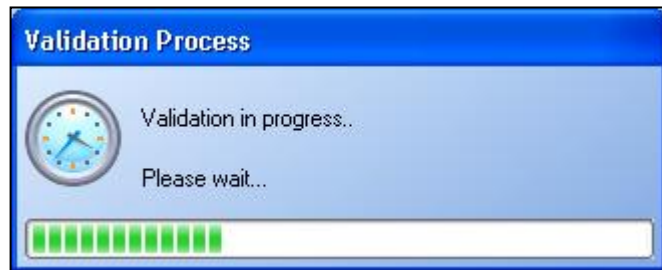 Validation Process
Validation in progress..
Please wait...